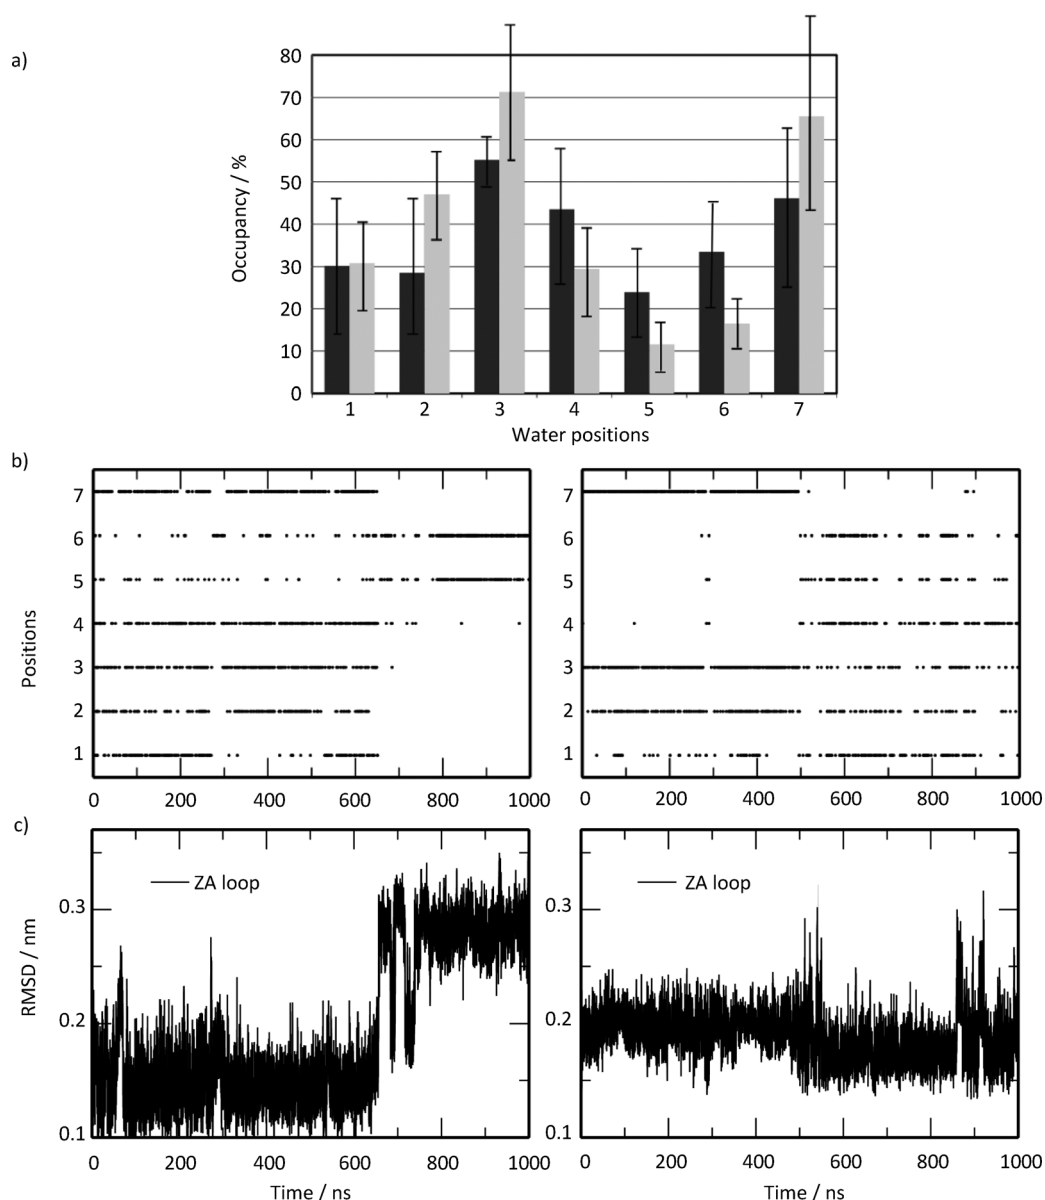 a)
80
70
60
50
40
30
20
10
0
Occupancy / %
1 2 3 4 5 6 7
Water positions
b)
7
6
5
4
3
2
1
Positions
0 200 400 600 800 1000
7
6
5
4
3
2
1
0 200 400 600 800 1000
c)
ZA loop
0.3
0.2
0.1
RMSD / nm
0 200 400 600 800 1000
Time / ns
ZA loop
0.3
0.2
0.1
0 200 400 600 800 1000
Time / ns